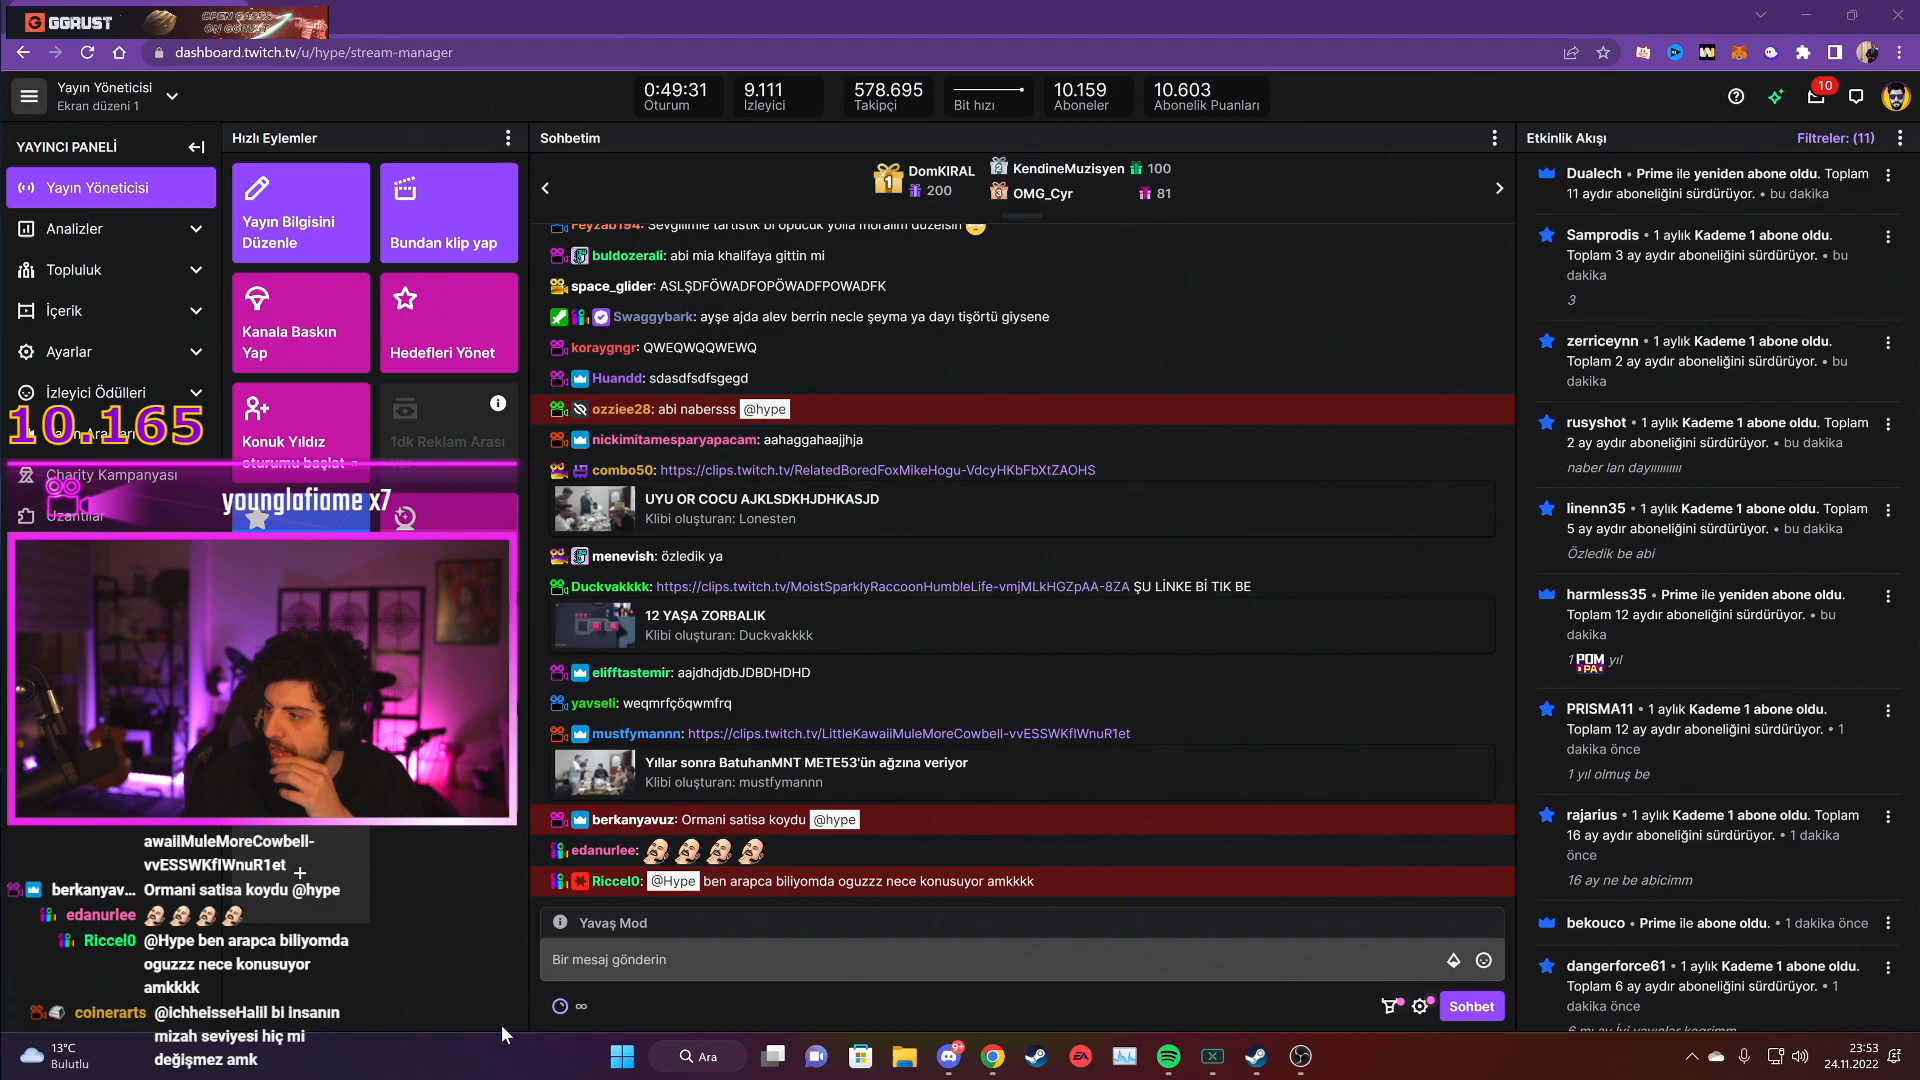 GGRUST
OPEN CASES
ON GGRUST
dashboard.twitch.tv/u/hype/stream-manager
Yayın Yöneticisi
Ekran düzeni 1
0:49:31
Oturum
9.111
İzleyici
578.695
Takipçi
Bit hızı
10.159
Aboneler
10.603
Abonelik Puanları
10
YAYINCI PANELİ
Yayın Yöneticisi
Analizler
Topluluk
İçerik
Ayarlar
İzleyici Ödülleri
10.165
Charity Kampanyası
Uzantılar
younglafiame x7
Hızlı Eylemler
Yayın Bilgisini
Düzenle
Bundan klip yap
Kanala Baskın
Yap
Hedefleri Yönet
Konuk Yıldız
oturumu başlat
1dk Reklam Arası
Sohbetim
1
DomKIRAL
200
2
KendineMuzisyen
100
3
OMG_Cyr
81
Feyzab194: Sevgilimle tartistik bi opucuk yolla moralim duzelsin
buldozerali: abi mia khalifaya gittin mi
space_glider: ASLŞDFÖWADFOPÖWADFPOWADFK
Swaggybark: ayşe ajda alev berrin necle şeyma ya dayı tişörtü giysene
koraygngr: QWEQWQQWEWQ
Huandd: sdasdfsdfsgegd
ozziee28: abi nabersss @hype
nickimitamesparyapacam: aahaggahaajjhja
combo50: https://clips.twitch.tv/RelatedBoredFoxMikeHogu-VdcyHKbFbXtZAOHS
UYU OR COCU AJKLSDKHJDHKASJD
Klibi oluşturan: Lonesten
menevish: özledik ya
Duckvakkkk: https://clips.twitch.tv/MoistSparklyRaccoonHumbleLife-vmjMLkHGZpAA-8ZA ŞU LİNKE Bİ TIK BE
12 YAŞA ZORBALIK
Klibi oluşturan: Duckvakkkk
elifftastemir: aajdhdjdbJDBDHDHD
yavseli: weqmrfçöqwmfrq
mustfymannn: https://clips.twitch.tv/LittleKawaiiMuleMoreCowbell-vvESSWKfIWnuR1et
Yıllar sonra BatuhanMNT METE53'ün ağzına veriyor
Klibi oluşturan: mustfymannn
berkanyavuz: Ormani satisa koydu @hype
edanurlee:
Riccel0: @Hype ben arapca biliyomda oguzzz nece konusuyor amkkkk
Yavaş Mod
Bir mesaj gönderin
Sohbet
Etkinlik Akışı
Filtreler: (11)
Dualech • Prime ile yeniden abone oldu. Toplam
11 aydır aboneliğini sürdürüyor. • bu dakika
Samprodis • 1 aylık Kademe 1 abone oldu.
Toplam 3 ay aydır aboneliğini sürdürüyor. • bu
dakika
3
zerriceynn • 1 aylık Kademe 1 abone oldu.
Toplam 2 ay aydır aboneliğini sürdürüyor. • bu
dakika
rusyshot • 1 aylık Kademe 1 abone oldu. Toplam
2 ay aydır aboneliğini sürdürüyor. • bu dakika
naber lan dayııııııııı
linenn35 • 1 aylık Kademe 1 abone oldu. Toplam
5 ay aydır aboneliğini sürdürüyor. • bu dakika
Özledik be abi
harmless35 • Prime ile yeniden abone oldu.
Toplam 12 aydır aboneliğini sürdürüyor. • bu
dakika
1 POMPA yıl
PRISMA11 • 1 aylık Kademe 1 abone oldu.
Toplam 12 ay aydır aboneliğini sürdürüyor. • 1
dakika önce
1 yıl olmuş be
rajarius • 1 aylık Kademe 1 abone oldu. Toplam
16 ay aydır aboneliğini sürdürüyor. • 1 dakika
önce
16 ay ne be abicimm
bekouco • Prime ile abone oldu. • 1 dakika önce
dangerforce61 • 1 aylık Kademe 1 abone oldu.
Toplam 6 ay aydır aboneliğini sürdürüyor. • 1
dakika önce
awaiiMuleMoreCowbell-
vvESSWKfIWnuR1et
berkanyav... Ormani satisa koydu @hype
edanurlee
Riccel0 @Hype ben arapca biliyomda
oguzzz nece konusuyor
amkkkk
coinerarts @ichheisseHalil bi insanın
mizah seviyesi hiç mi
değişmez amk
13°C
Bulutlu
Ara
9+
EA
23:53
24.11.2022